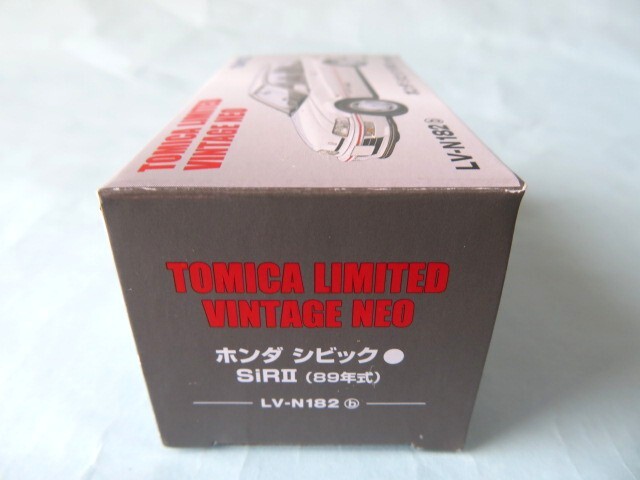 TOMICA LIMITED
VINTAGE NEO
LV-N182 ⓑ
TOMICA LIMITED
VINTAGE NEO
ホンダ シビック ●
SiRⅡ (89年式)
LV-N182 ⓑ